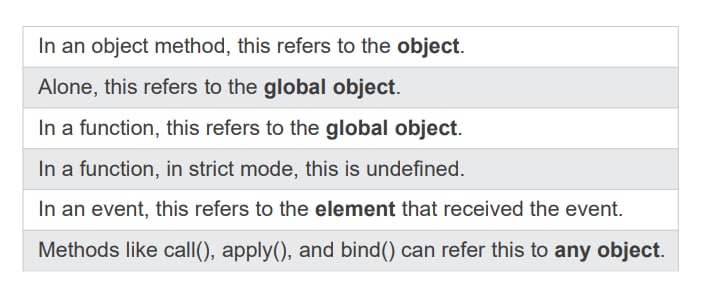 In an object method, this refers to the object.
Alone, this refers to the global object.
In a function, this refers to the global object.
In a function, in strict mode, this is undefined.
In an event, this refers to the element that received the event.
Methods like call(), apply(), and bind() can refer this to any object.